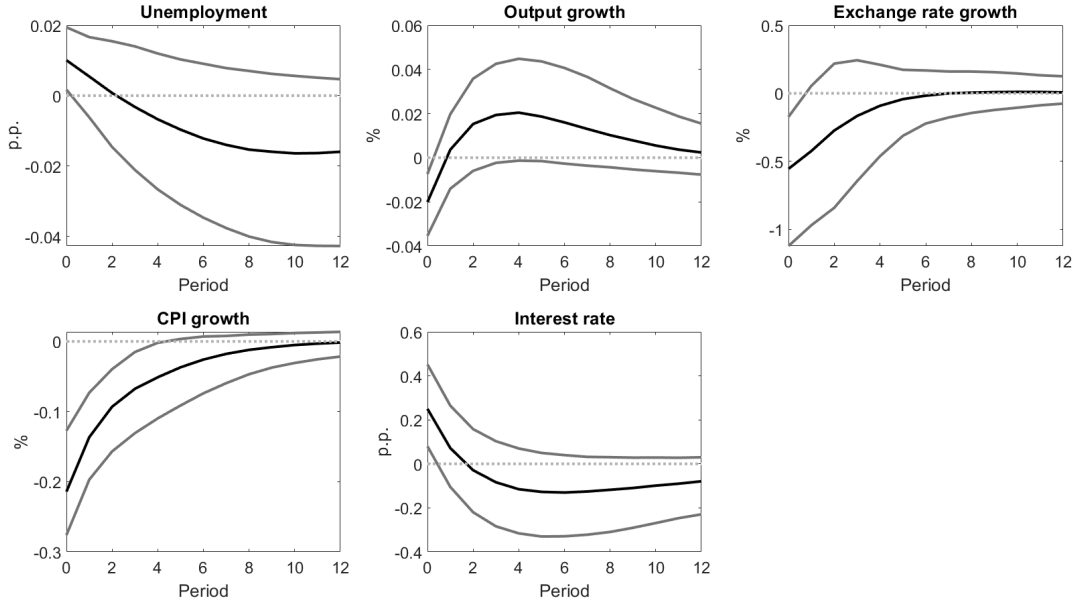 Unemployment
0.02
0
-0.02
-0.04
p.p.
0 2 4 6 8 10 12
Period
Output growth
0.06
0.04
0.02
0
-0.02
-0.04
%
0 2 4 6 8 10 12
Period
Exchange rate growth
0.5
0
-0.5
-1
%
0 2 4 6 8 10 12
Period
CPI growth
0
-0.1
-0.2
-0.3
%
0 2 4 6 8 10 12
Period
Interest rate
0.6
0.4
0.2
0
-0.2
-0.4
p.p.
0 2 4 6 8 10 12
Period